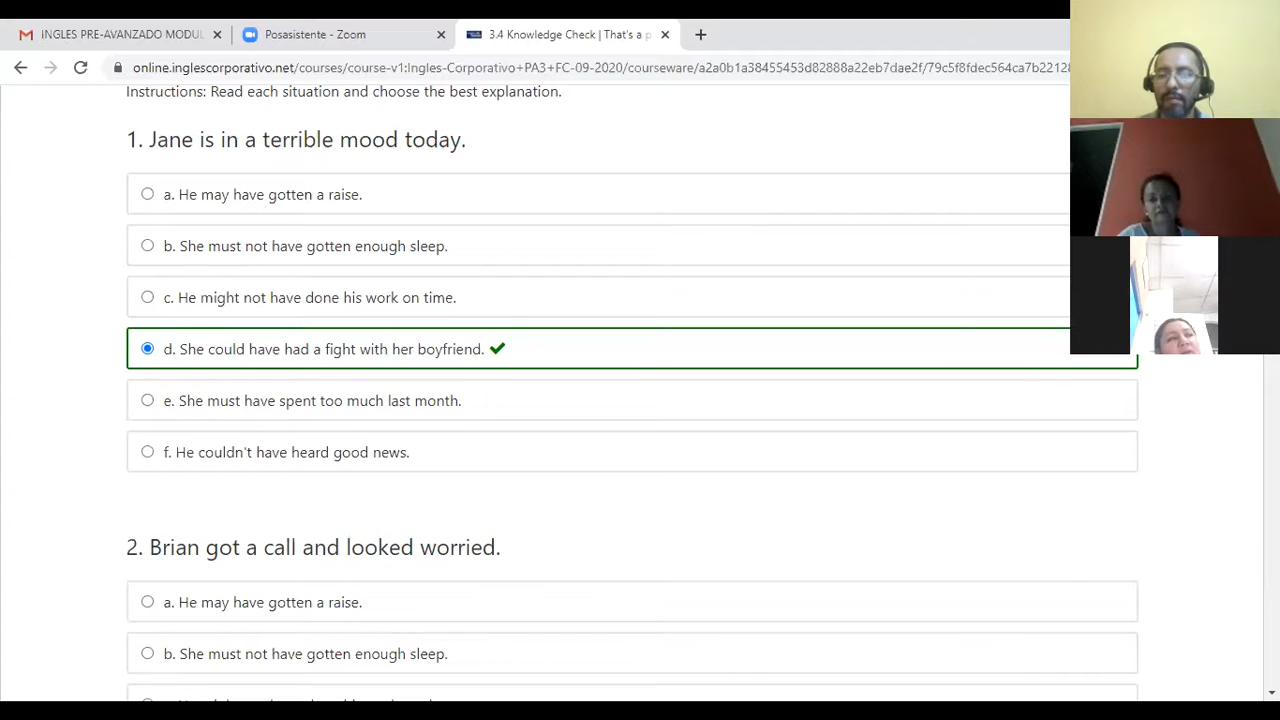 INGLES PRE-AVANZADO MODUL
Posasistente - Zoom
3.4 Knowledge Check | That's a p
online.inglescorporativo.net/courses/course-v1:Ingles-Corporativo+PA3+FC-09-2020/courseware/a2a0b1a38455453d82888a22eb7dae2f/79c5f8fdec564ca7b22128
Instructions: Read each situation and choose the best explanation.
1. Jane is in a terrible mood today.
a. He may have gotten a raise.
b. She must not have gotten enough sleep.
c. He might not have done his work on time.
d. She could have had a fight with her boyfriend.
e. She must have spent too much last month.
f. He couldn't have heard good news.
2. Brian got a call and looked worried.
a. He may have gotten a raise.
b. She must not have gotten enough sleep.